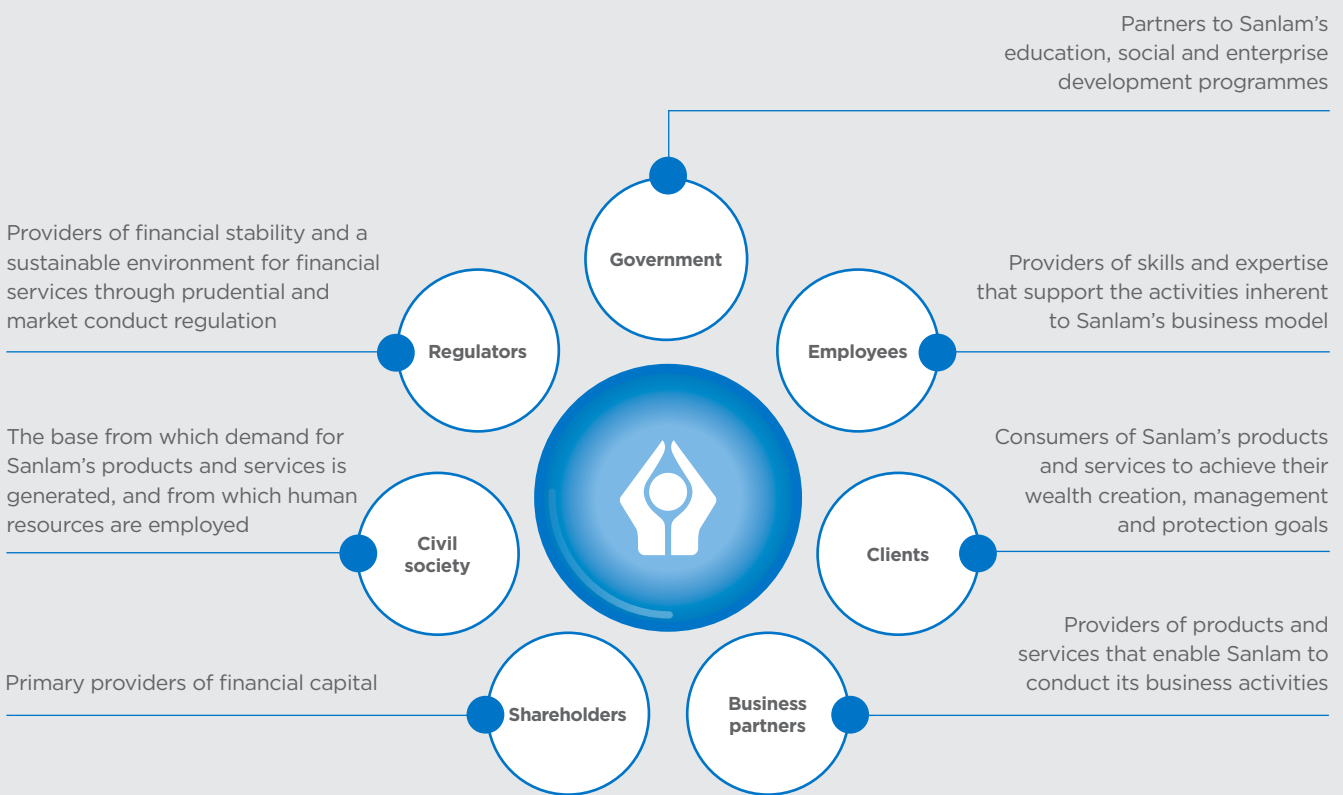 Partners to Sanlam’s
education, social and enterprise
development programmes
Government
Providers of financial stability and a
sustainable environment for financial
services through prudential and
market conduct regulation
Regulators
Providers of skills and expertise
that support the activities inherent
to Sanlam’s business model
Employees
The base from which demand for
Sanlam’s products and services is
generated, and from which human
resources are employed
Civil
society
Consumers of Sanlam’s products
and services to achieve their
wealth creation, management
and protection goals
Clients
Primary providers of financial capital
Shareholders
Providers of products and
services that enable Sanlam to
conduct its business activities
Business
partners